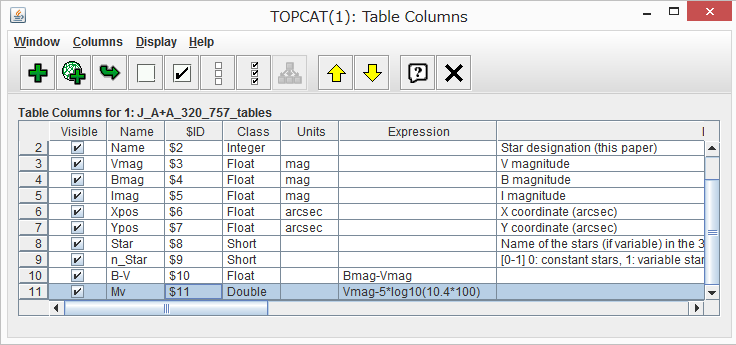 TOPCAT(1): Table Columns
Window Columns Display Help
Table Columns for 1: J_A+A_320_757_tables
Visible Name $ID Class Units Expression
2 Name $2 Integer Star designation (this paper)
3 Vmag $3 Float mag V magnitude
4 Bmag $4 Float mag B magnitude
5 Imag $5 Float mag I magnitude
6 Xpos $6 Float arcsec X coordinate (arcsec)
7 Ypos $7 Float arcsec Y coordinate (arcsec)
8 Star $8 Short Name of the stars (if variable) in the 3
9 n_Star $9 Short [0-1] 0: constant stars, 1: variable star
10 B-V $10 Float Bmag-Vmag
11 Mv $11 Double Vmag-5*log10(10.4*100)